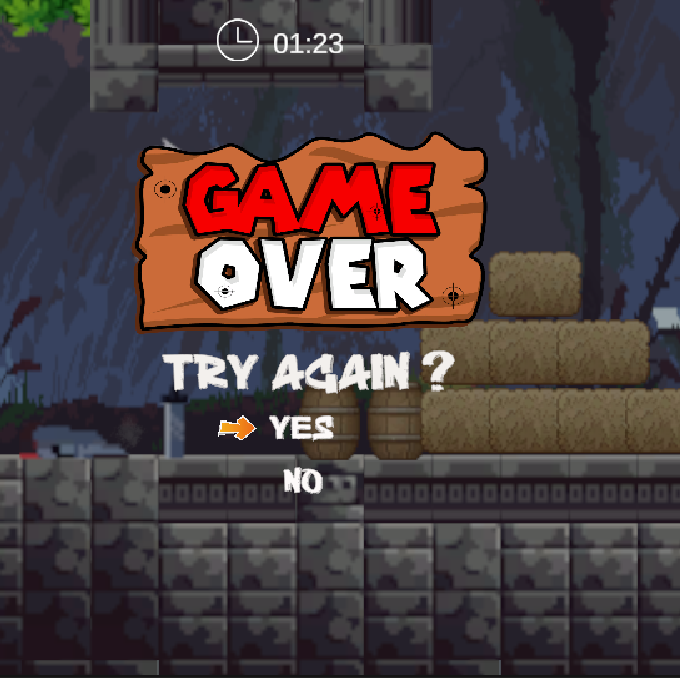 01:23
GAME
OVER
TRY AGAIN ?
YES
NO